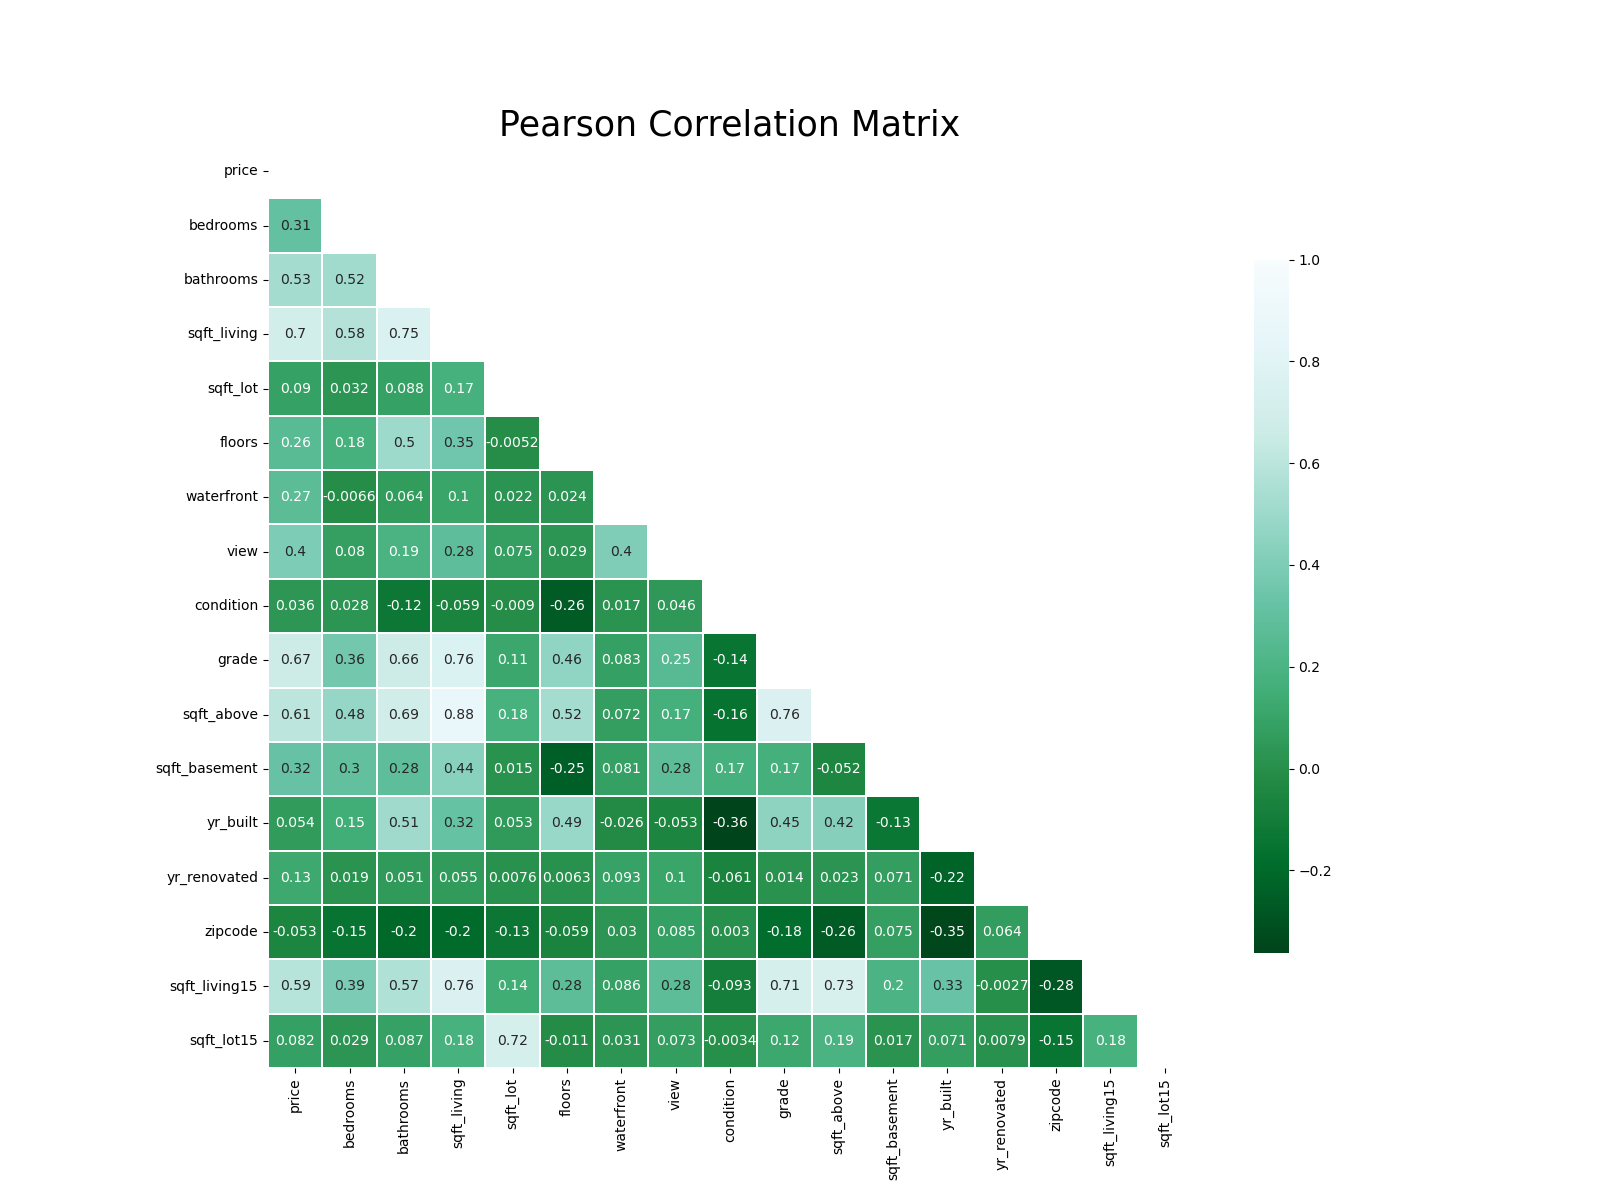 Pearson Correlation Matrix
price
bedrooms 0.31
bathrooms 0.53 0.52
sqft_living 0.7 0.58 0.75
sqft_lot 0.09 0.032 0.088 0.17
floors 0.26 0.18 0.5 0.35 -0.0052
waterfront 0.27 -0.0066 0.064 0.1 0.022 0.024
view 0.4 0.08 0.19 0.28 0.075 0.029 0.4
condition 0.036 0.028 -0.12 -0.059 -0.009 -0.26 0.017 0.046
grade 0.67 0.36 0.66 0.76 0.11 0.46 0.083 0.25 -0.14
sqft_above 0.61 0.48 0.69 0.88 0.18 0.52 0.072 0.17 -0.16 0.76
sqft_basement 0.32 0.3 0.28 0.44 0.015 -0.25 0.081 0.28 0.17 0.17 -0.052
yr_built 0.054 0.15 0.51 0.32 0.053 0.49 -0.026 -0.053 -0.36 0.45 0.42 -0.13
yr_renovated 0.13 0.019 0.051 0.055 0.0076 0.0063 0.093 0.1 -0.061 0.014 0.023 0.071 -0.22
zipcode -0.053 -0.15 -0.2 -0.2 -0.13 -0.059 0.03 0.085 0.003 -0.18 -0.26 0.075 -0.35 0.064
sqft_living15 0.59 0.39 0.57 0.76 0.14 0.28 0.086 0.28 -0.093 0.71 0.73 0.2 0.33 -0.0027 -0.28
sqft_lot15 0.082 0.029 0.087 0.18 0.72 -0.011 0.031 0.073 -0.0034 0.12 0.19 0.017 0.071 0.0079 -0.15 0.18
price bedrooms bathrooms sqft_living sqft_lot floors waterfront view condition grade sqft_above sqft_basement yr_built yr_renovated zipcode sqft_living15 sqft_lot15
1.0
0.8
0.6
0.4
0.2
0.0
−0.2